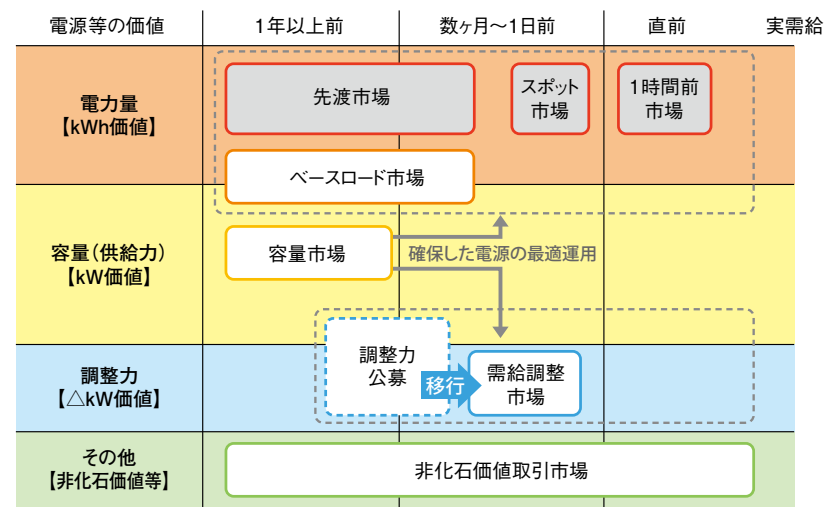 電源等の価値
1年以上前
数ヶ月〜1日前
直前
実需給
電力量
【kWh価値】
先渡市場
スポット
市場
1時間前
市場
ベースロード市場
容量(供給力)
【kW価値】
容量市場
確保した電源の最適運用
調整力
【△kW価値】
調整力
公募
移行
需給調整
市場
その他
【非化石価値等】
非化石価値取引市場